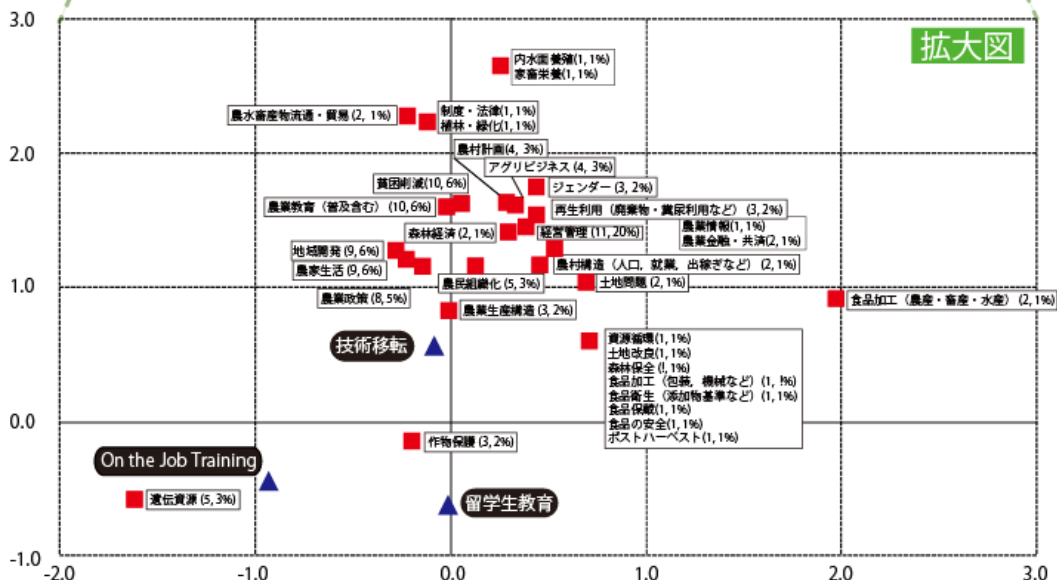 3.0
拡大図
内水面養殖(1, 1%)
家畜栄養(1, 1%)
農水畜産物流通・貿易 (2, 1%)
制度・法律(1, 1%)
植林・緑化(1, 1%)
2.0
農村計画(4, 3%)
アグリビジネス (4, 3%)
貧困削減(10, 6%)
ジェンダー (3, 2%)
農業教育（普及含む） (10, 6%)
再生利用（廃棄物・糞尿利用など） (3, 2%)
農業情報(1, 1%)
農業金融・共済(2, 1%)
森林経済 (2, 1%)
経営管理 (11, 20%)
地域開発 (9, 6%)
農家生活 (9, 6%)
農村構造（人口，就業，出稼ぎなど） (2, 1%)
農民組織化 (5, 3%)
土地問題 (2, 1%)
1.0
農業政策 (8, 5%)
食品加工（農産・畜産・水産） (2, 1%)
農業生産構造 (3, 2%)
技術移転
資源循環(1, 1%)
土地改良(1, 1%)
森林保全 (!, 1%)
食品加工（包装，機械など） (1, !%)
食品衛生（添加物基準など） (1, 1%)
食品保蔵(1, 1%)
食品の安全(1, 1%)
ポストハーベスト(1, 1%)
0.0
作物保護 (3, 2%)
On the Job Training
遺伝資源 (5, 3%)
留学生教育
-1.0
-2.0 -1.0 0.0 1.0 2.0 3.0